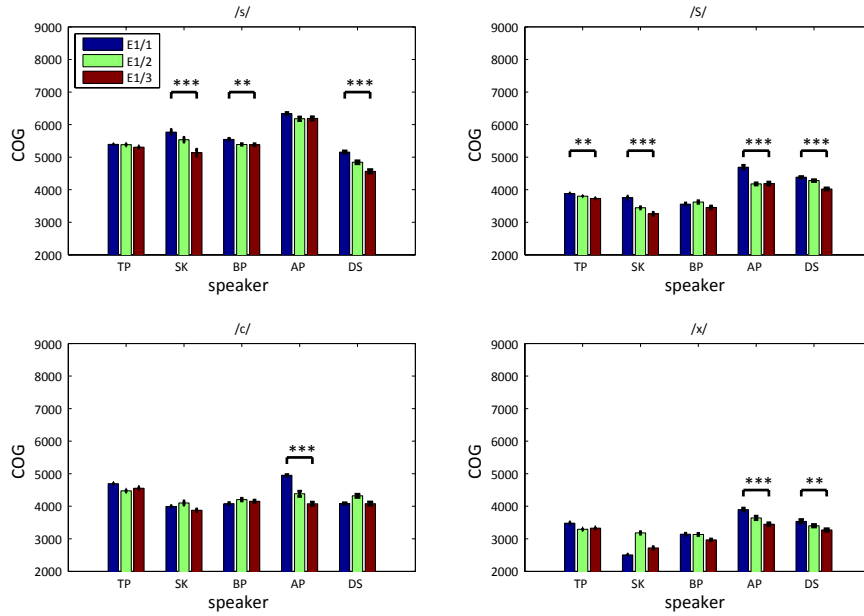 /s/
9000
8000
7000
6000
5000
4000
3000
2000
COG
E1/1
E1/2
E1/3
***
**
***
TP SK BP AP DS
speaker
/S/
9000
8000
7000
6000
5000
4000
3000
2000
COG
**
***
***
***
TP SK BP AP DS
speaker
/c/
9000
8000
7000
6000
5000
4000
3000
2000
COG
***
TP SK BP AP DS
speaker
/x/
9000
8000
7000
6000
5000
4000
3000
2000
COG
***
**
TP SK BP AP DS
speaker